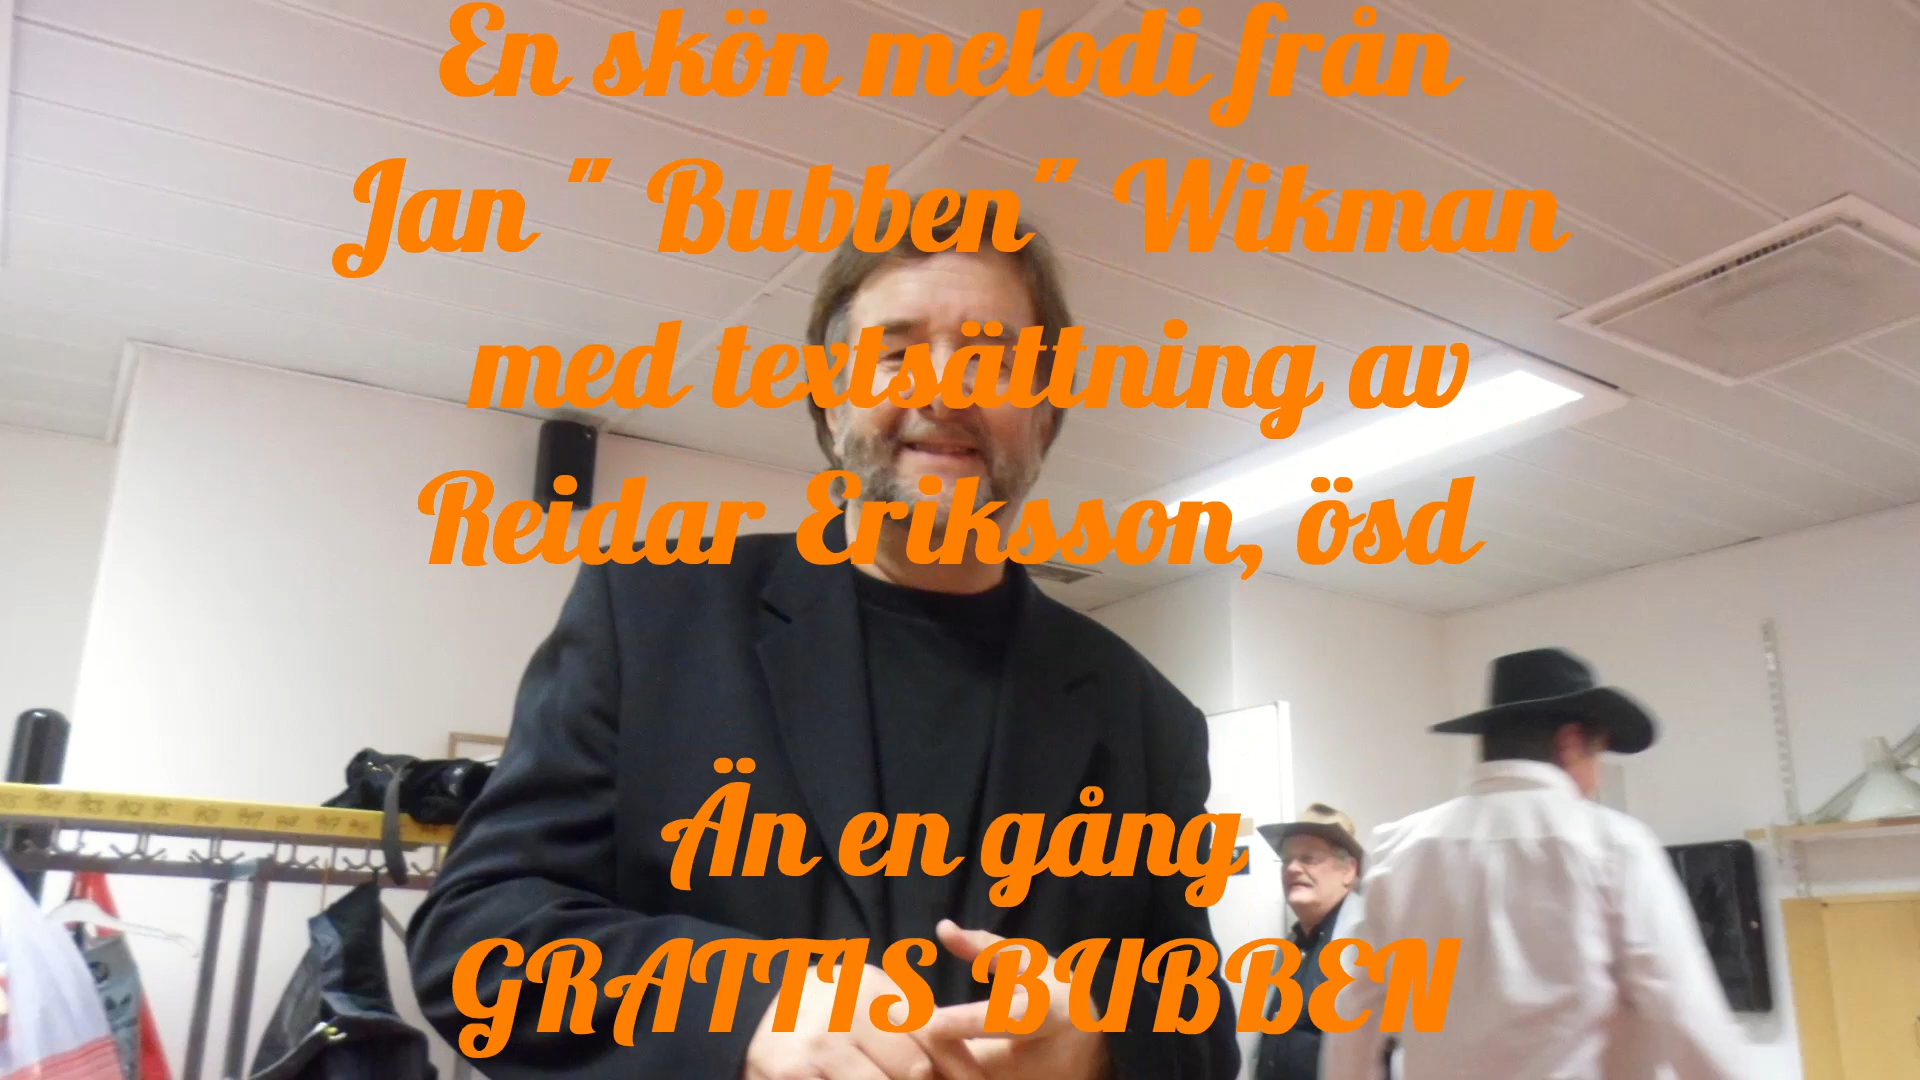 En skön melodi från
Jan " Bubben" Wikman
med textsättning av
Reidar Eriksson, ösd
Än en gång
GRATTIS BUBBEN